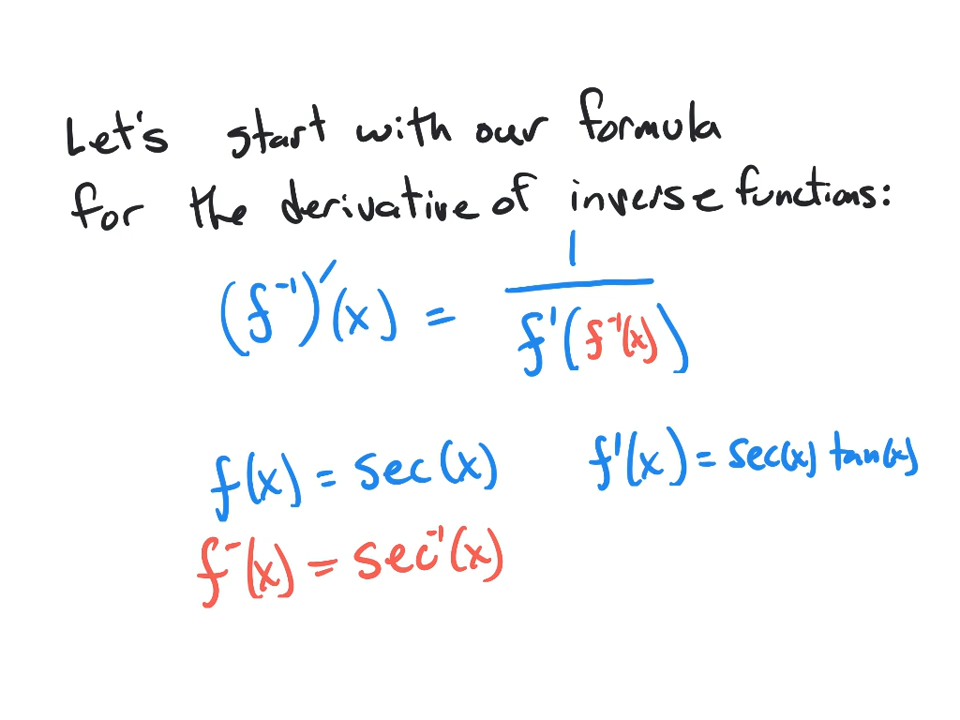 Let's start with our formula
for the derivative of inverse functions:
(f⁻¹)'(x) = 1 / f'(f⁻¹(x))
f(x) = sec(x) f'(x) = sec(x) tan(x)
f⁻(x) = sec⁻¹(x)